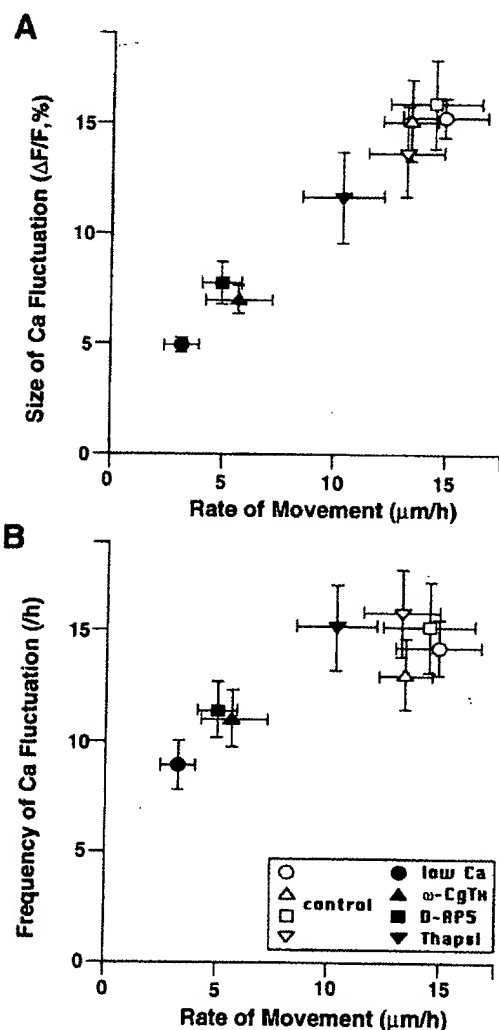 A
Size of Ca Fluctuation (ΔF/F,%)
15
10
5
0
0 5 10 15
Rate of Movement (μm/h)
B
Frequency of Ca Fluctuation (/h)
15
10
5
0
control
low Ca
ω-CgTx
D-AP5
Thapsi
0 5 10 15
Rate of Movement (μm/h)